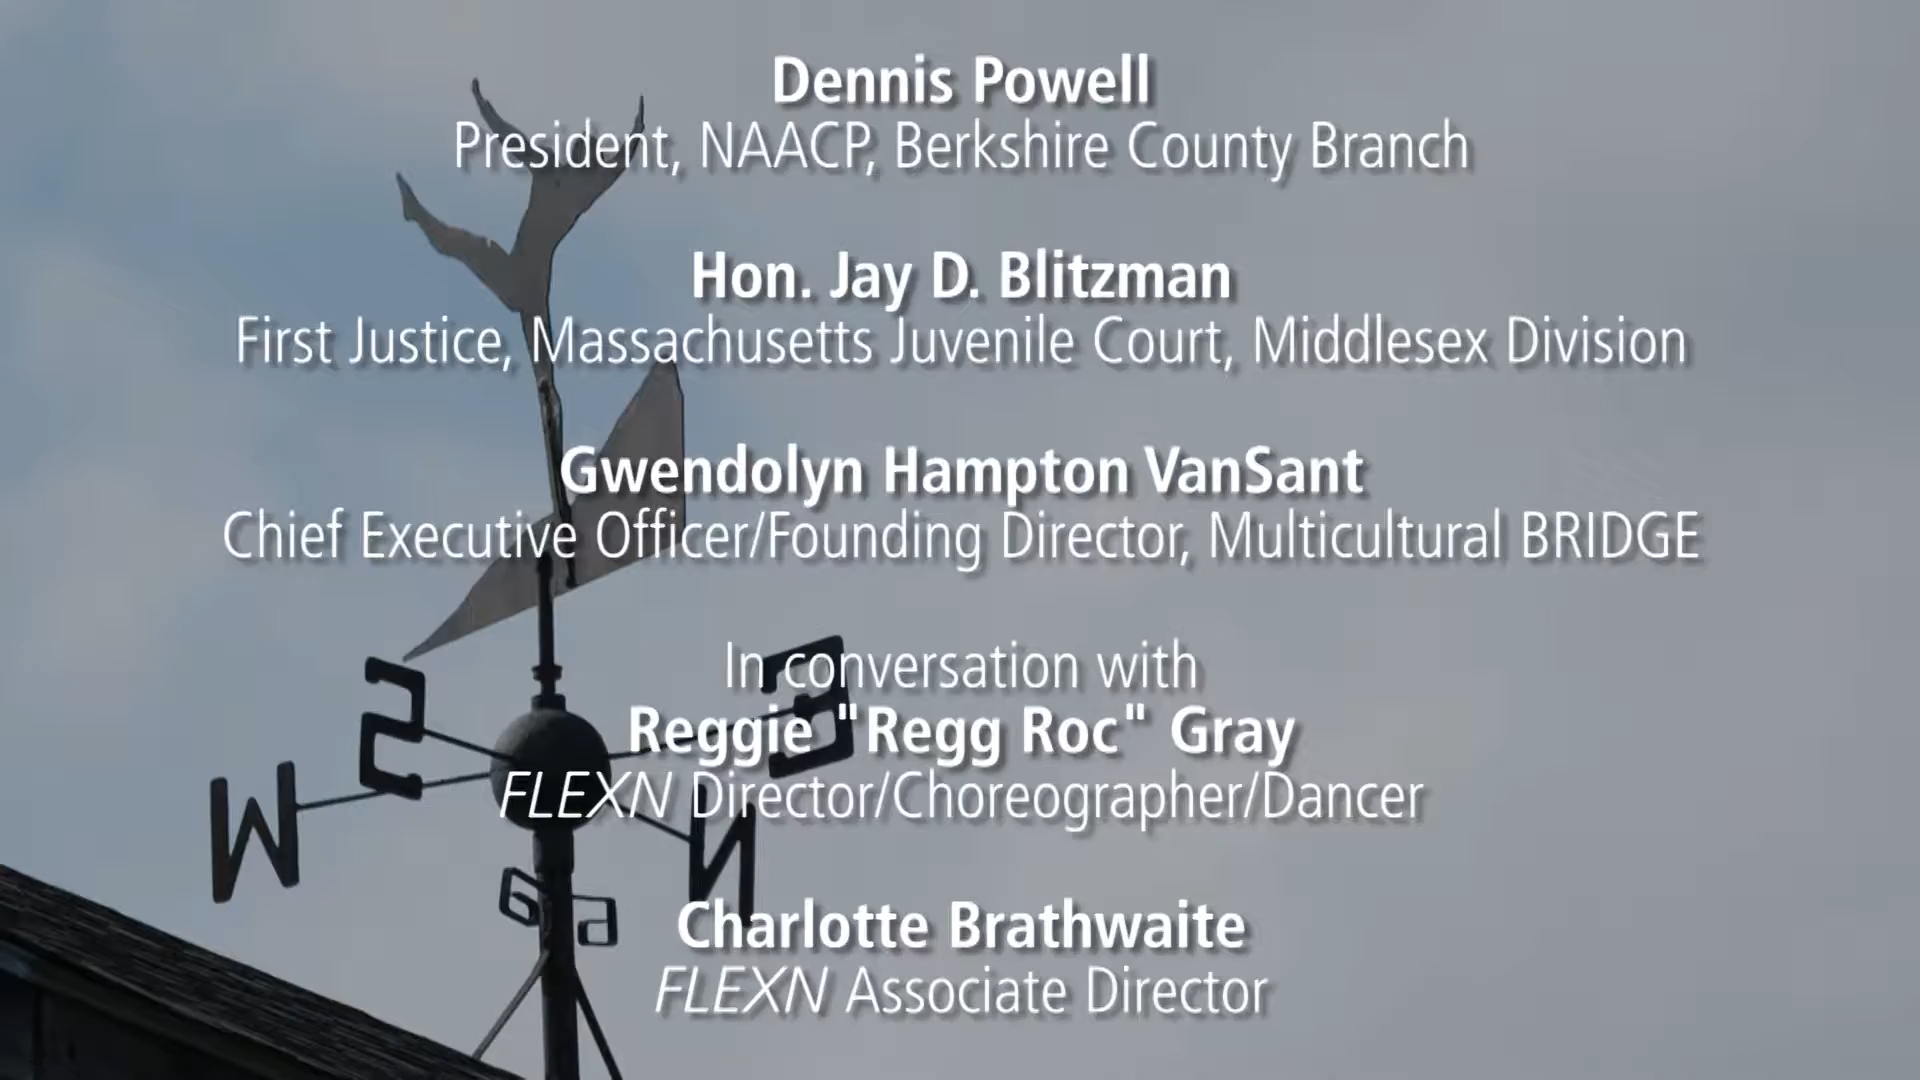 Dennis Powell
President, NAACP, Berkshire County Branch
Hon. Jay D. Blitzman
First Justice, Massachusetts Juvenile Court, Middlesex Division
Gwendolyn Hampton VanSant
Chief Executive Officer/Founding Director, Multicultural BRIDGE
In conversation with
Reggie "Regg Roc" Gray
FLEXN Director/Choreographer/Dancer
Charlotte Brathwaite
FLEXN Associate Director
S
E
W
N